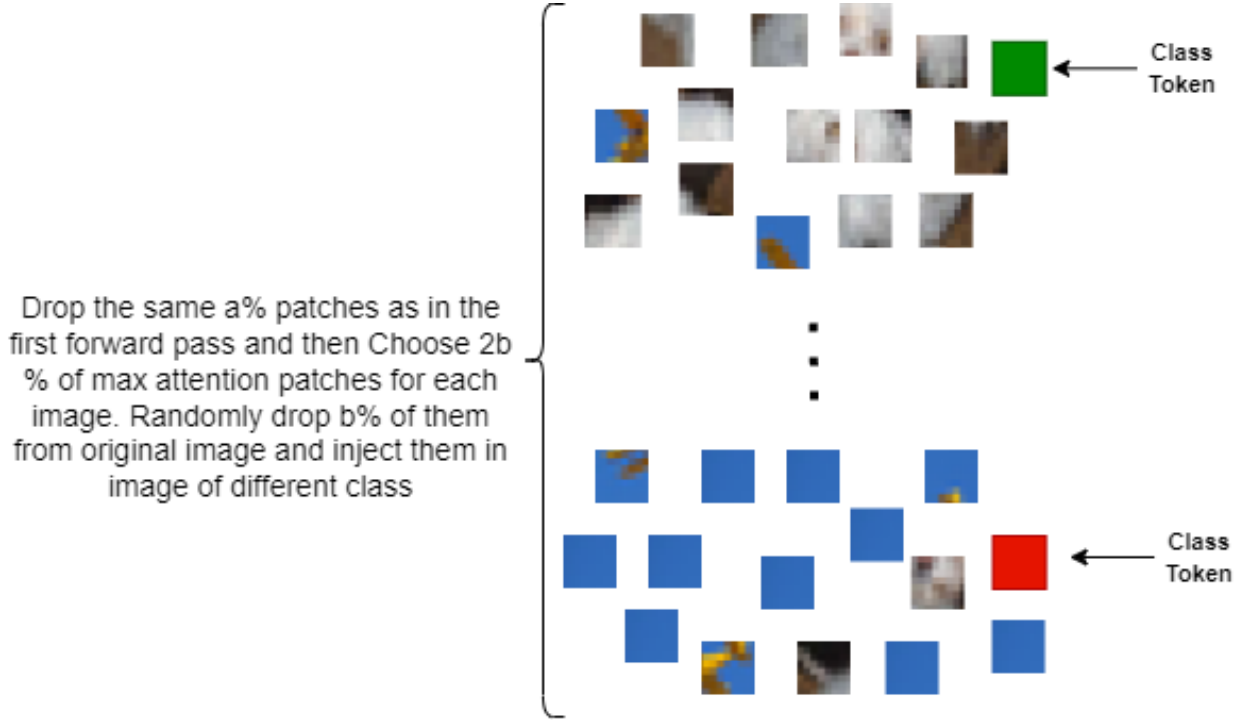 Class
Token
Drop the same a% patches as in the
first forward pass and then Choose 2b
% of max attention patches for each
image. Randomly drop b% of them
from original image and inject them in
image of different class
Class
Token